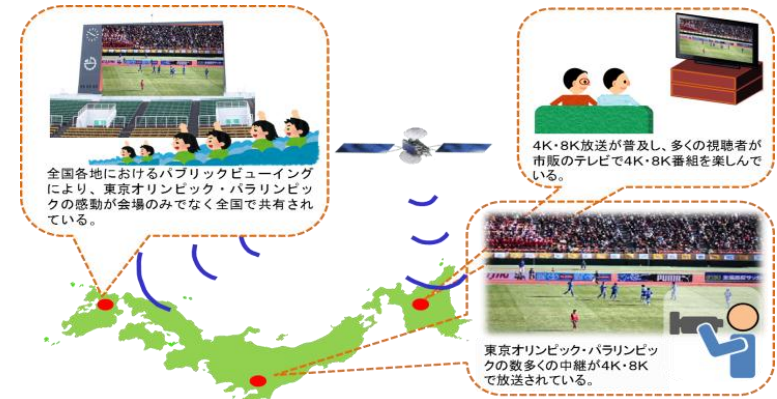 全国各地におけるパブリックビューイング
により、東京オリンピック・パラリンピッ
クの感動が会場のみでなく全国で共有され
ている。
4K・8K放送が普及し、多くの視聴者が
市販のテレビで4K・8K番組を楽しんで
いる。
東京オリンピック・パラリンピッ
クの数多くの中継が4K・8K
で放送されている。